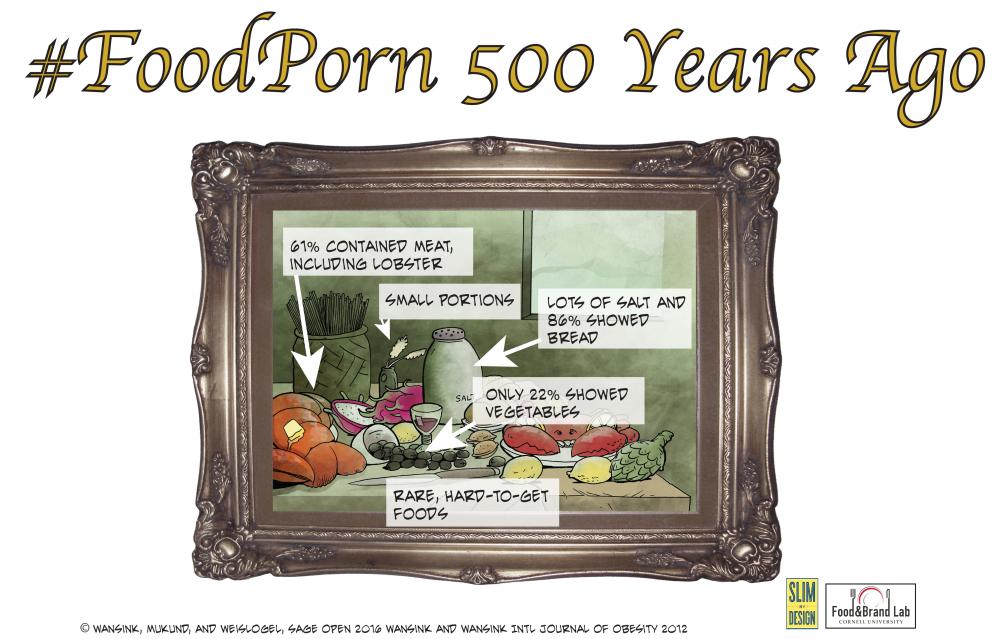 #FoodPorn 500 Years Ago
61% CONTAINED MEAT,
INCLUDING LOBSTER
SMALL PORTIONS
LOTS OF SALT AND
86% SHOWED
BREAD
SALT
ONLY 22% SHOWED
VEGETABLES
RARE, HARD-TO-GET
FOODS
SLIM
BY
DESIGN
Food&Brand Lab
CORNELL UNIVERSITY
© WANSINK, MUKUND, AND WEISLOGEL, SAGE OPEN 2016 WANSINK AND WANSINK INTL JOURNAL OF OBESITY 2012